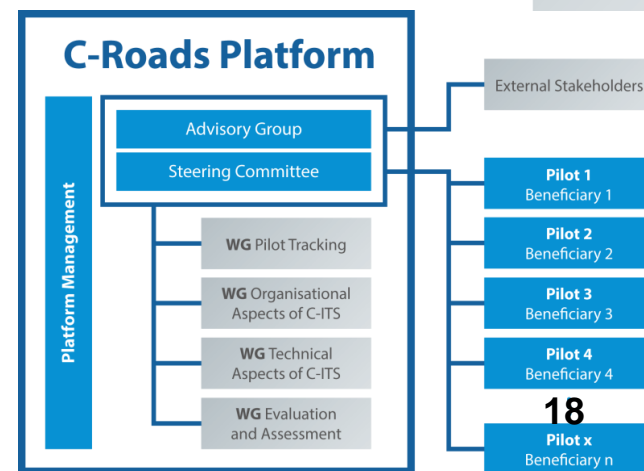 C-Roads Platform
Platform Management
Advisory Group
Steering Committee
WG Pilot Tracking
WG Organisational
Aspects of C-ITS
WG Technical
Aspects of C-ITS
WG Evaluation
and Assessment
External Stakeholders
Pilot 1
Beneficiary 1
Pilot 2
Beneficiary 2
Pilot 3
Beneficiary 3
Pilot 4
Beneficiary 4
18
Pilot x
Beneficiary n